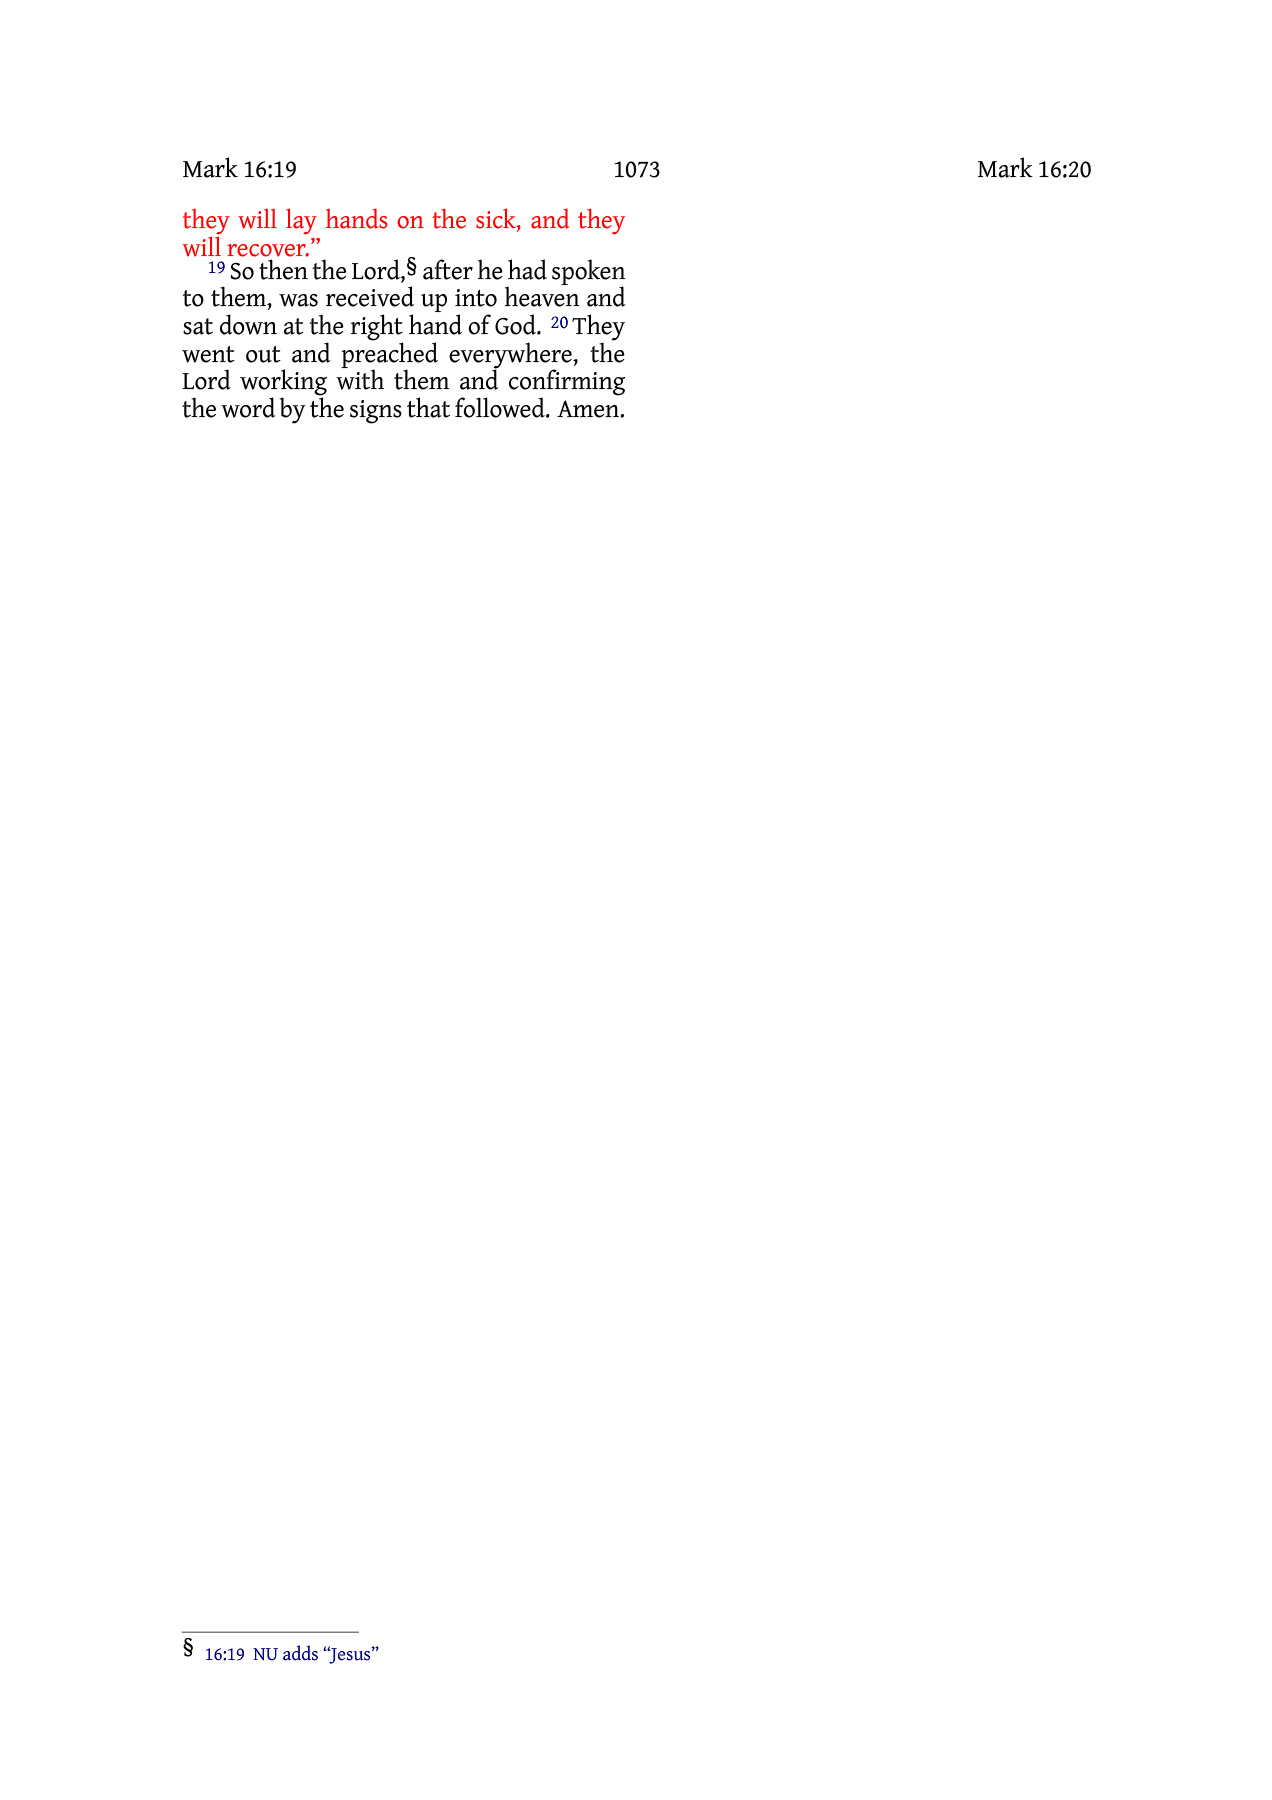 Mark 16:19 1073 Mark 16:20
they will lay hands on the sick, and they
will recover.”
19 So then the Lord,§ after he had spoken
to them, was received up into heaven and
sat down at the right hand of God. 20 They
went out and preached everywhere, the
Lord working with them and confirming
the word by the signs that followed. Amen.
§ 16:19 NU adds “Jesus”